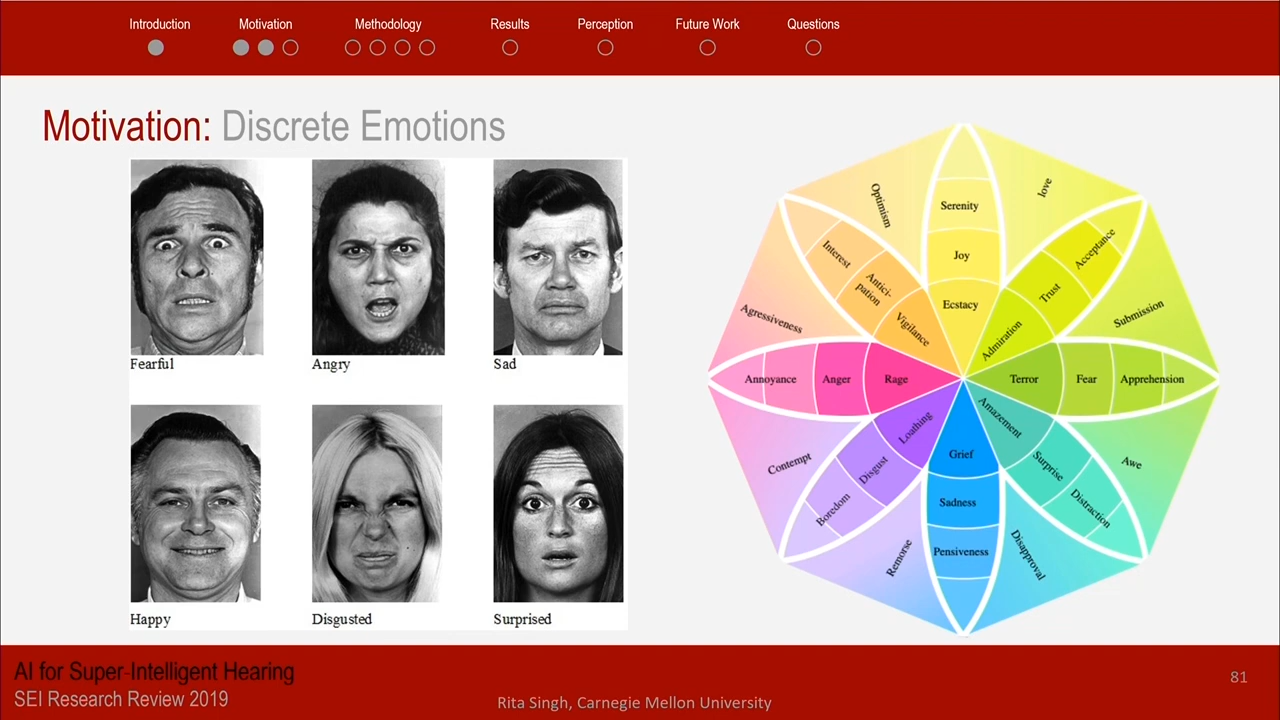 Introduction
Motivation
Methodology
Results
Perception
Future Work
Questions
Motivation: Discrete Emotions
Fearful
Angry
Sad
Happy
Disgusted
Surprised
Optimism
Serenity
love
Interest
Joy
Acceptance
Antici-
pation
Trust
Vigilance
Ecstacy
Admiration
Agressiveness
Submission
Annoyance
Anger
Rage
Terror
Fear
Apprehension
Loathing
Amazement
Contempt
Disgust
Grief
Surprise
Awe
Boredom
Sadness
Distraction
Remorse
Pensiveness
Disapproval
AI for Super-Intelligent Hearing
SEI Research Review 2019
Rita Singh, Carnegie Mellon University
81